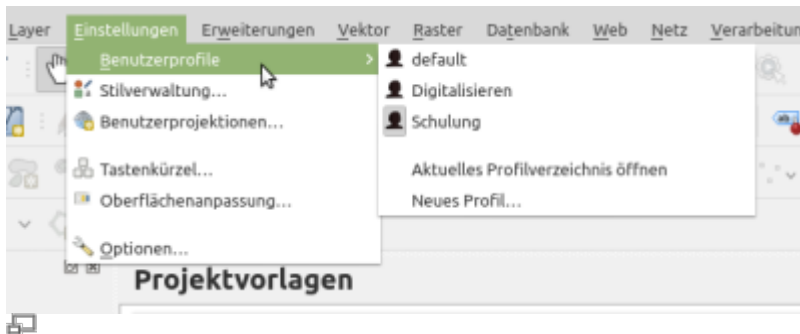 Layer Einstellungen Erweiterungen Vektor Raster Datenbank Web Netz Verarbeitun
Benutzerprofile
default
Stilverwaltung...
Digitalisieren
Benutzerprojektionen...
Schulung
Tastenkürzel...
Aktuelles Profilverzeichnis öffnen
Oberflächenanpassung...
Neues Profil...
Optionen...
Projektvorlagen